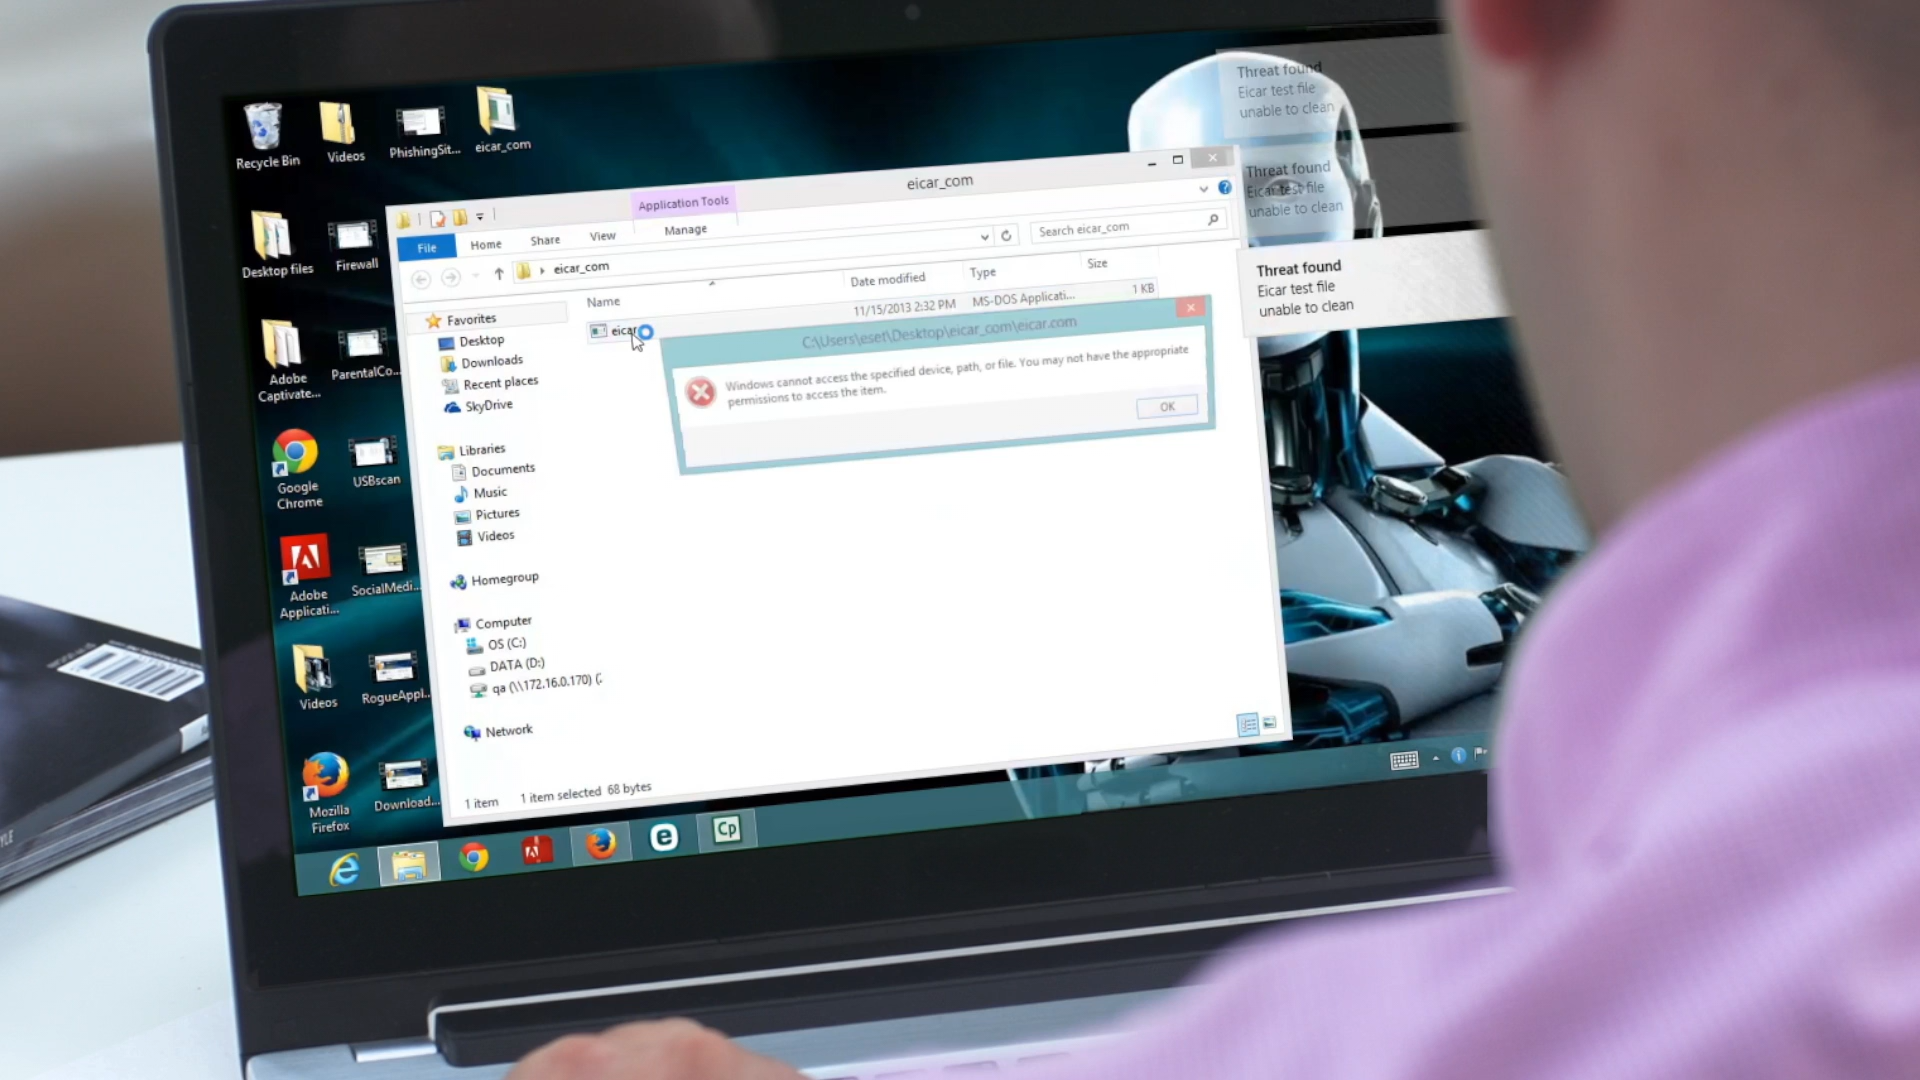 Recycle Bin
Videos
PhishingSit...
eicar_com
Desktop files
Firewall
Adobe
Captivate...
ParentalCo...
Google
Chrome
USBscan
Adobe
Applicati...
SocialMedi...
Videos
RogueAppl...
Mozilla
Firefox
Download...
Application Tools
eicar_com
File
Home
Share
View
Manage
eicar_com
Search eicar_com
Name
Date modified
Type
Size
eicar
11/15/2013 2:32 PM
MS-DOS Applicati...
1 KB
Favorites
Desktop
Downloads
Recent places
SkyDrive
Libraries
Documents
Music
Pictures
Videos
Homegroup
Computer
OS (C:)
DATA (D:)
qa (\\172.16.0.170) (
Network
1 item
1 item selected 68 bytes
C:\Users\eset\Desktop\eicar_com\eicar.com
Windows cannot access the specified device, path, or file. You may not have the appropriate
permissions to access the item.
OK
Threat found
Eicar test file
unable to clean
Threat found
Eicar test file
unable to clean
Threat found
Eicar test file
unable to clean
Cp